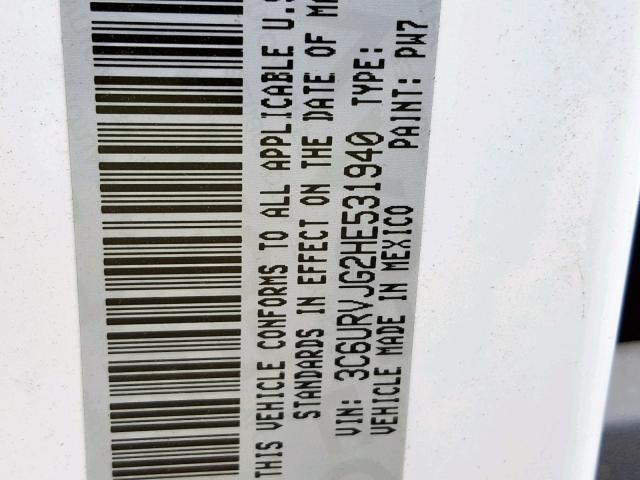 THIS VEHICLE CONFORMS TO ALL APPLICABLE U.S
STANDARDS IN EFFECT ON THE DATE OF MA
VIN: 3C6URVJG2HE531940 TYPE:
VEHICLE MADE IN MEXICO PAINT: PW7